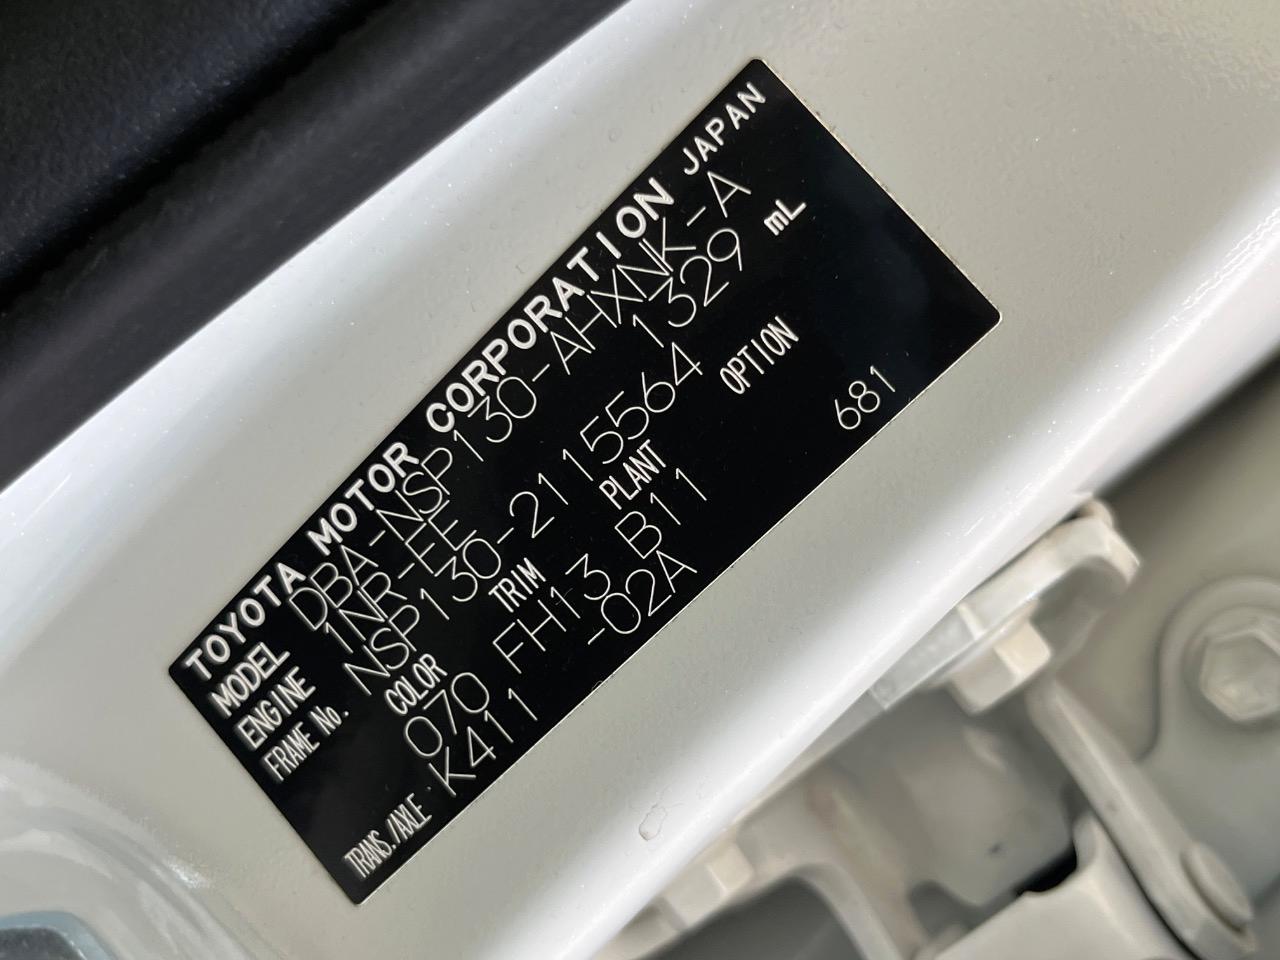 TOYOTA MOTOR CORPORATION JAPAN
MODEL DBA-NSP130-AHXNK-A
ENGINE 1NR-EE 1329 mL
FRAME No. NSP130-2115564
COLOR TRIM PLANT OPTION
070 FH13 B11 681
TRANS./AXLE K411 -02A